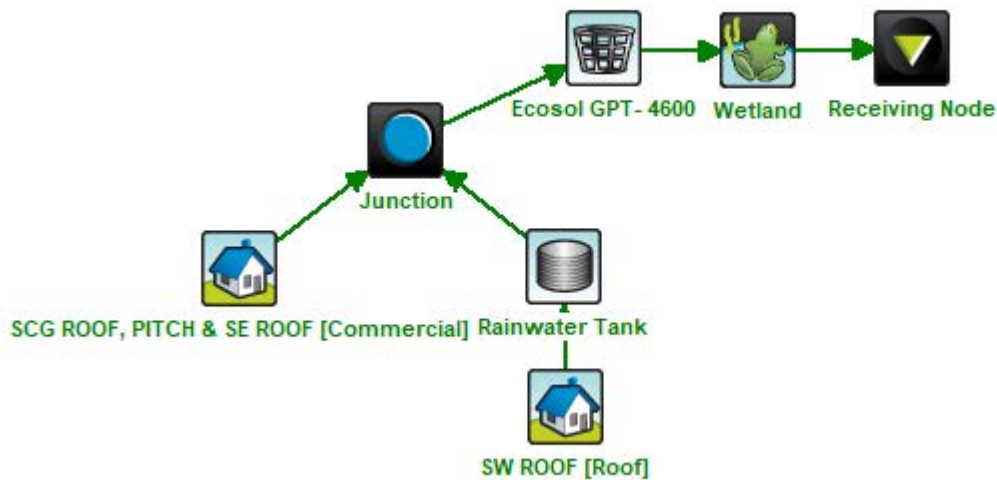 Ecosol GPT- 4600
Wetland
Receiving Node
Junction
SCG ROOF, PITCH & SE ROOF [Commercial]
Rainwater Tank
SW ROOF [Roof]